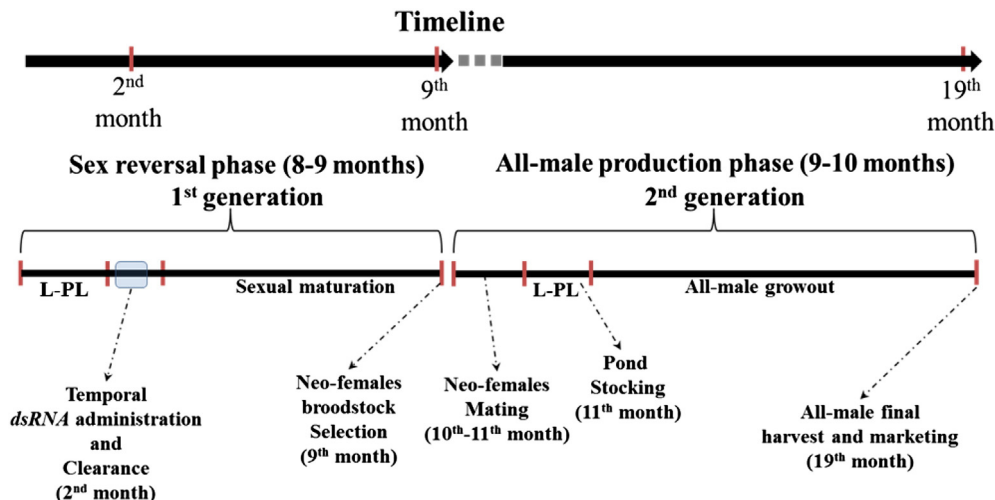 Timeline
2nd
month
9th
month
19th
month
Sex reversal phase (8-9 months)
1st generation
All-male production phase (9-10 months)
2nd generation
L-PL
Sexual maturation
L-PL
All-male growout
Temporal
dsRNA administration
and
Clearance
(2nd month)
Neo-females
broodstock
Selection
(9th month)
Neo-females
Mating
(10th-11th month)
Pond
Stocking
(11th month)
All-male final
harvest and marketing
(19th month)